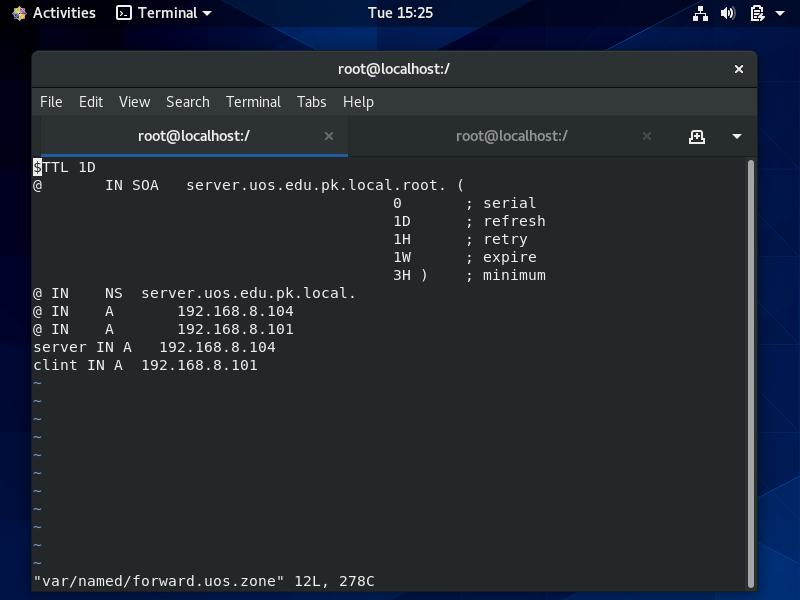 Activities Terminal Tue 15:25
root@localhost:/
File Edit View Search Terminal Tabs Help
root@localhost:/ root@localhost:/
$TTL 1D
@ IN SOA server.uos.edu.pk.local.root. (
0 ; serial
1D ; refresh
1H ; retry
1W ; expire
3H ) ; minimum
@ IN NS server.uos.edu.pk.local.
@ IN A 192.168.8.104
@ IN A 192.168.8.101
server IN A 192.168.8.104
clint IN A 192.168.8.101
~
~
~
~
~
~
~
~
~
~
~
"var/named/forward.uos.zone" 12L, 278C